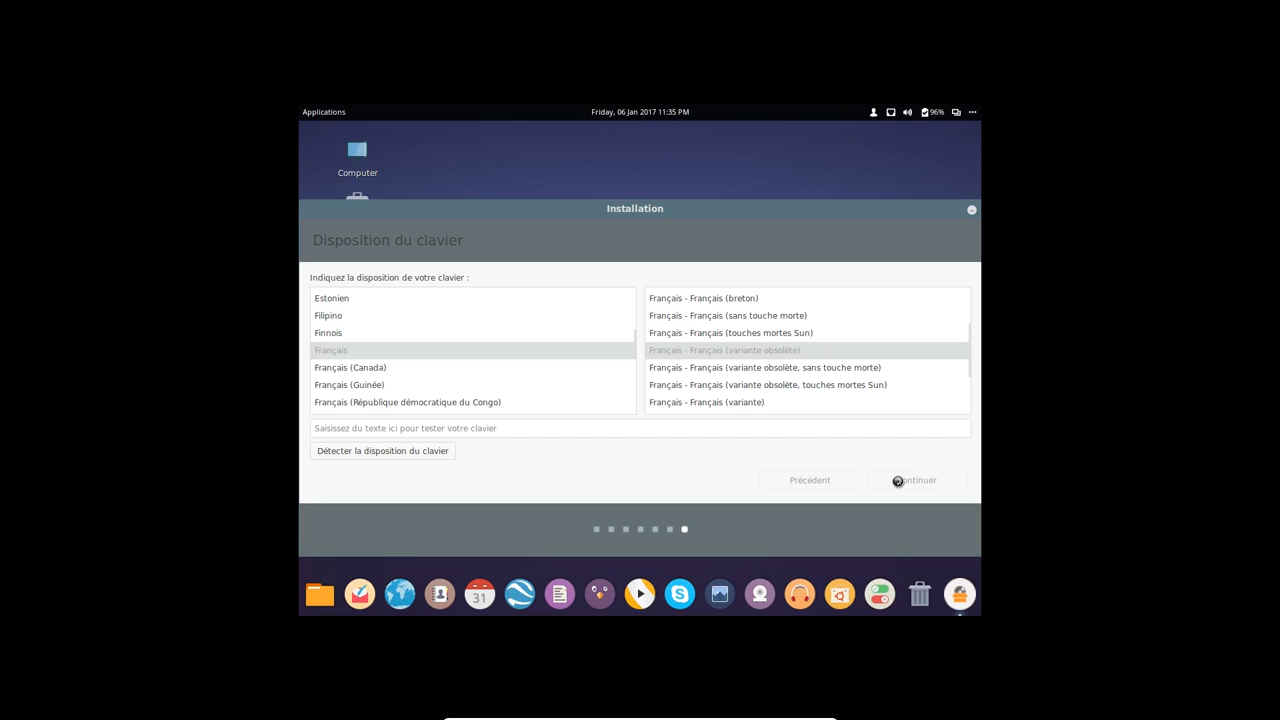 Applications
Friday, 06 Jan 2017 11:35 PM
96%
Computer
Installation
Disposition du clavier
Indiquez la disposition de votre clavier :
Estonien
Filipino
Finnois
Français
Français (Canada)
Français (Guinée)
Français (République démocratique du Congo)
Français - Français (breton)
Français - Français (sans touche morte)
Français - Français (touches mortes Sun)
Français - Français (variante obsolète)
Français - Français (variante obsolète, sans touche morte)
Français - Français (variante obsolète, touches mortes Sun)
Français - Français (variante)
Saisissez du texte ici pour tester votre clavier
Détecter la disposition du clavier
Précédent
Continuer
31